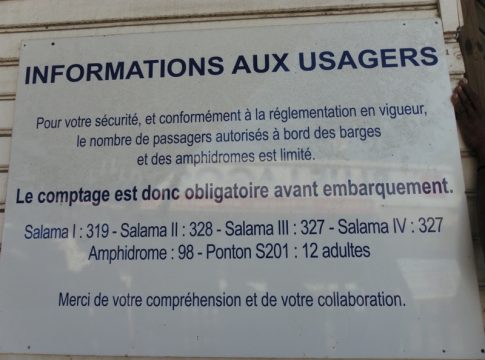 INFORMATIONS AUX USAGERS
Pour votre sécurité, et conformément à la réglementation en vigueur,
le nombre de passagers autorisés à bord des barges
et des amphidromes est limité.
Le comptage est donc obligatoire avant embarquement.
Salama I : 319 - Salama II : 328 - Salama III : 327 - Salama IV : 327
Amphidrome : 98 - Ponton S201 : 12 adultes
Merci de votre compréhension et de votre collaboration.